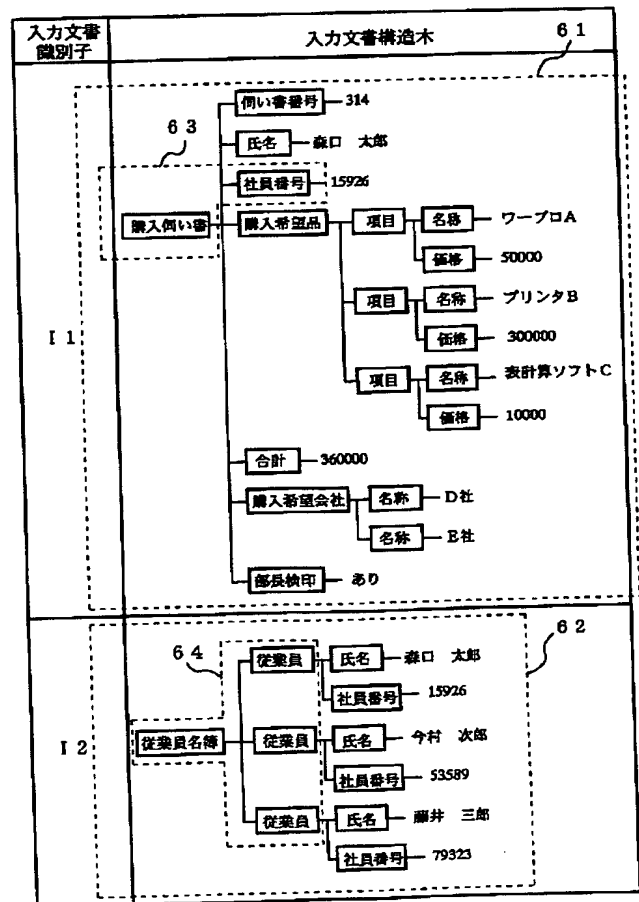 入力文書
識別子
入力文書構造木
61
63
伺い書番号 314
氏名 森口 太郎
社員番号 15926
購入伺い書 購入希望品 項目 名称 ワープロA
価格 50000
項目 名称 プリンタB
価格 300000
I1
項目 名称 表計算ソフトC
価格 10000
合計 360000
購入希望会社 名称 D社
名称 E社
部長検印 あり
64
62
従業員 氏名 森口 太郎
社員番号 15926
I2 従業員名簿 従業員 氏名 今村 次郎
社員番号 53589
従業員 氏名 藤井 三郎
社員番号 79323